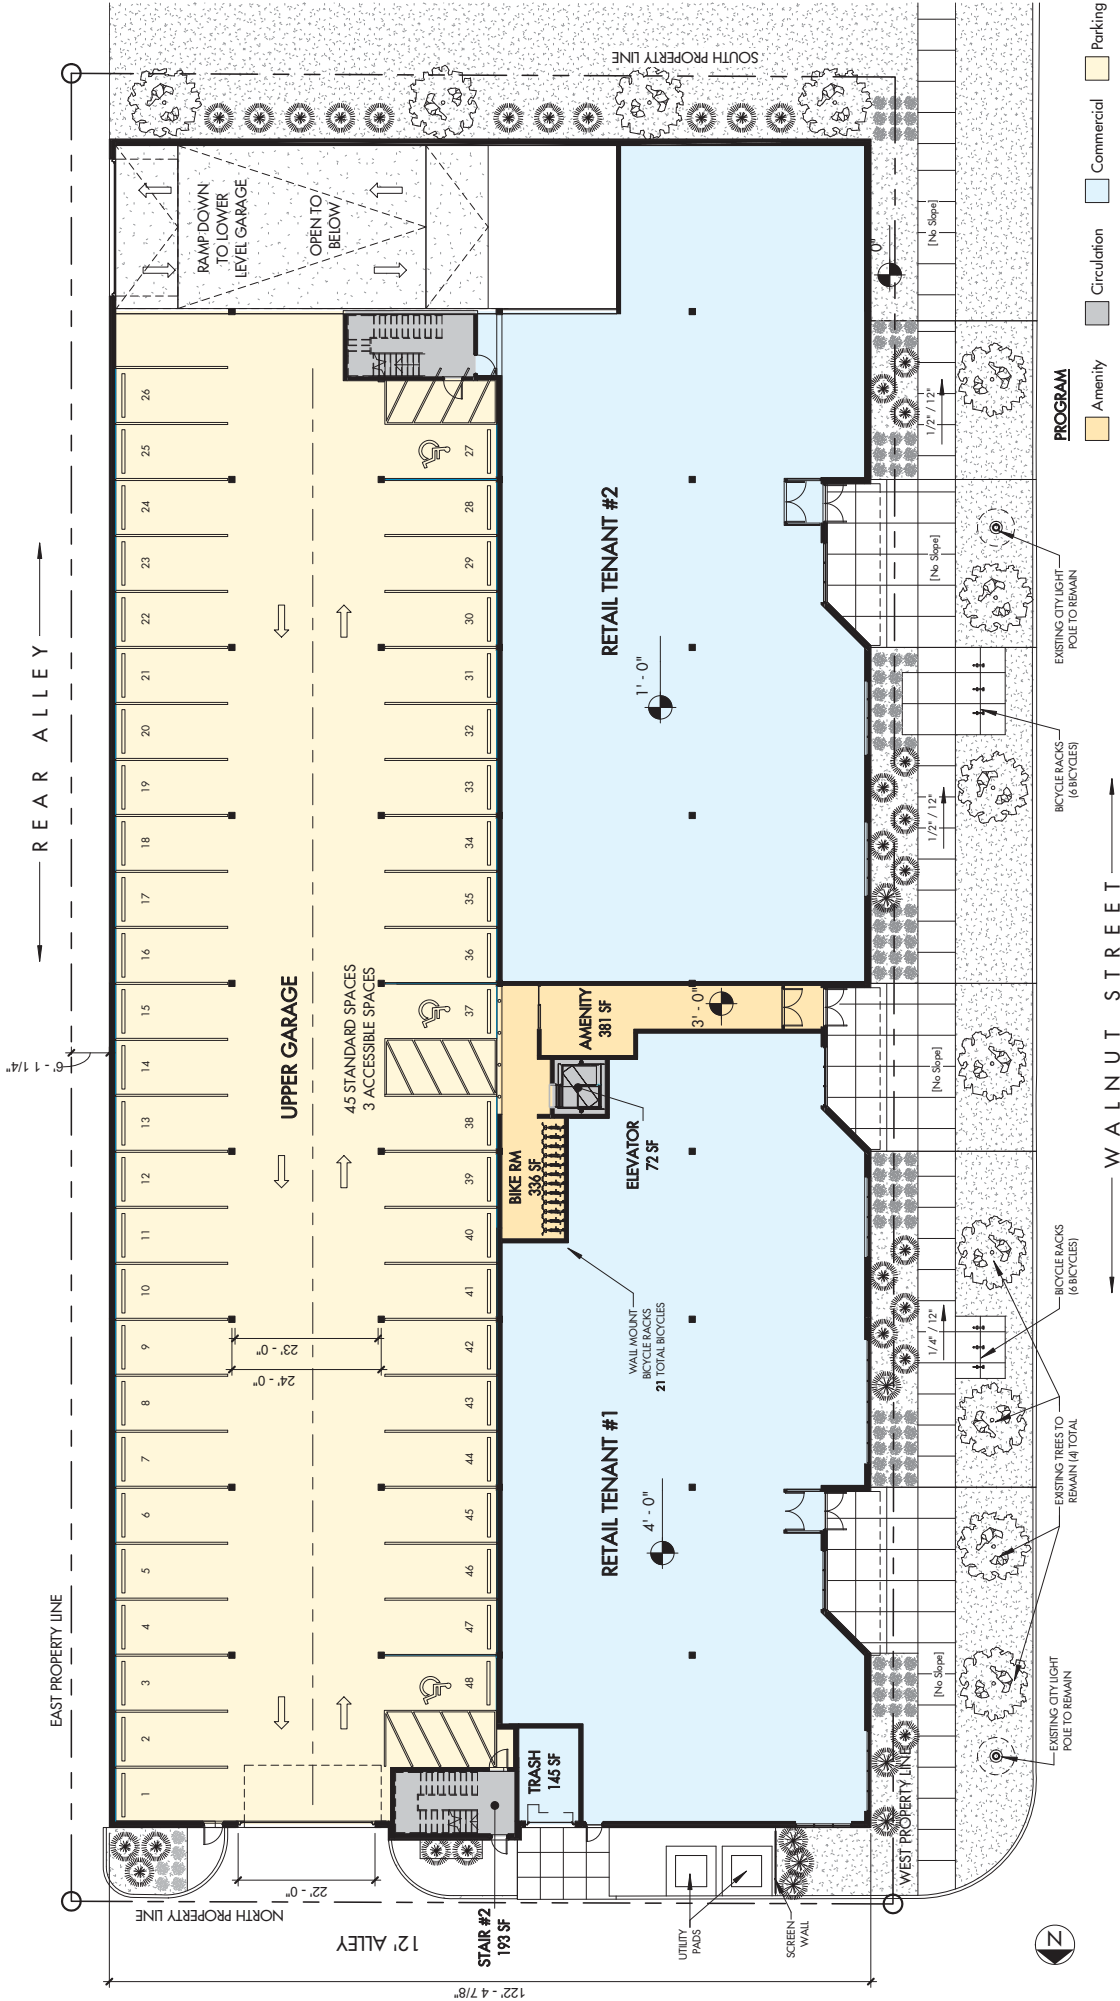 REAR ALLEY
EAST PROPERTY LINE
6' - 1 1/4"
SOUTH PROPERTY LINE
NORTH PROPERTY LINE
WEST PROPERTY LINE
12' ALLEY
122' - 4 7/8"
22' - 0"
24' - 0"
23' - 0"
1
2
3
4
5
6
7
8
9
10
11
12
13
14
15
16
17
18
19
20
21
22
23
24
25
26
UPPER GARAGE
45 STANDARD SPACES
3 ACCESSIBLE SPACES
RAMP DOWN
TO LOWER
LEVEL GARAGE
OPEN TO
BELOW
48
47
46
45
44
43
42
41
40
39
38
37
36
35
34
33
32
31
30
29
28
27
STAIR #2
193 SF
TRASH
145 SF
BIKE RM
336 SF
AMENITY
381 SF
ELEVATOR
72 SF
WALL MOUNT
BICYCLE RACKS
21 TOTAL BICYCLES
RETAIL TENANT #1
4' - 0"
RETAIL TENANT #2
1' - 0"
3' - 0"
0"
UTILITY
PADS
SCREEN
WALL
[No Slope]
1/4" / 12"
[No Slope]
1/2" / 12"
[No Slope]
1/2" / 12"
[No Slope]
EXISTING CITY LIGHT
POLE TO REMAIN
EXISTING TREES TO
REMAIN (4) TOTAL
BICYCLE RACKS
(6 BICYCLES)
BICYCLE RACKS
(6 BICYCLES)
EXISTING CITY LIGHT
POLE TO REMAIN
WALNUT STREET
N
PROGRAM
Amenity
Circulation
Commercial
Parking